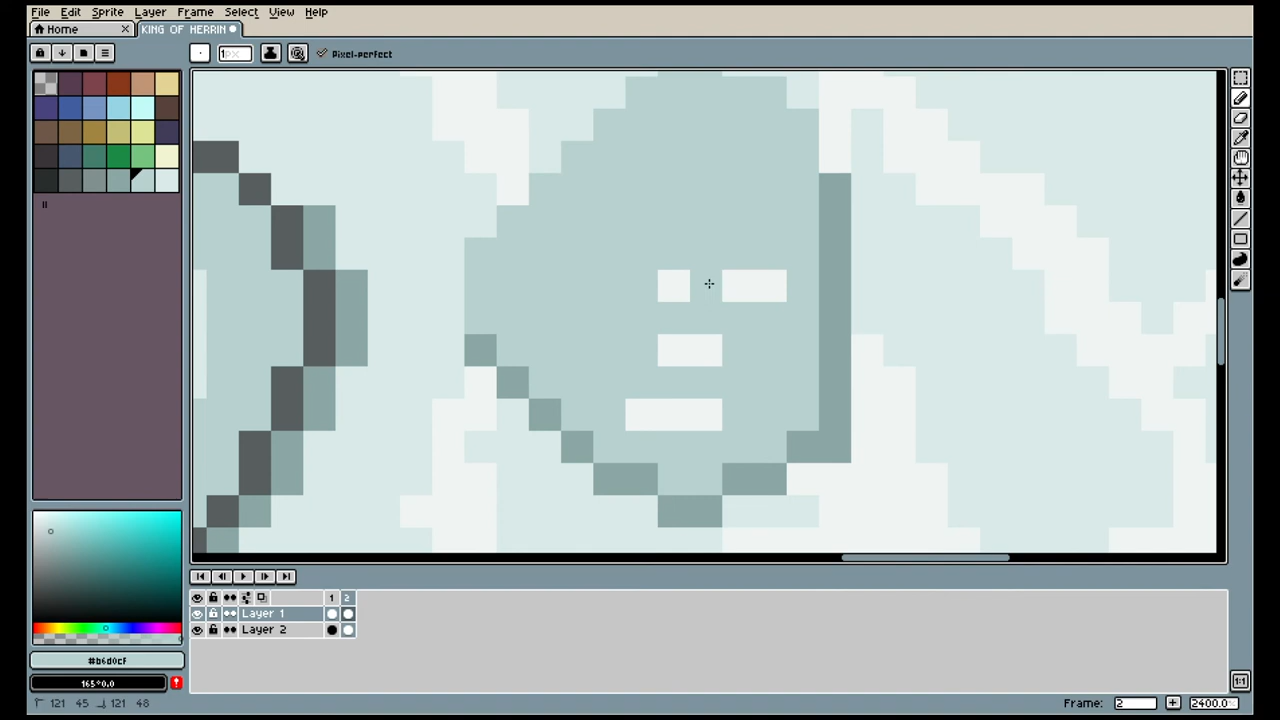 File Edit Sprite Layer Frame Select View Help
Home KING OF HERRIN
Pixel-perfect
1 2
Layer 1
Layer 2
#b6d0cf
165*0.0
121 45 121 48 Frame: 2 2400.0
1:1